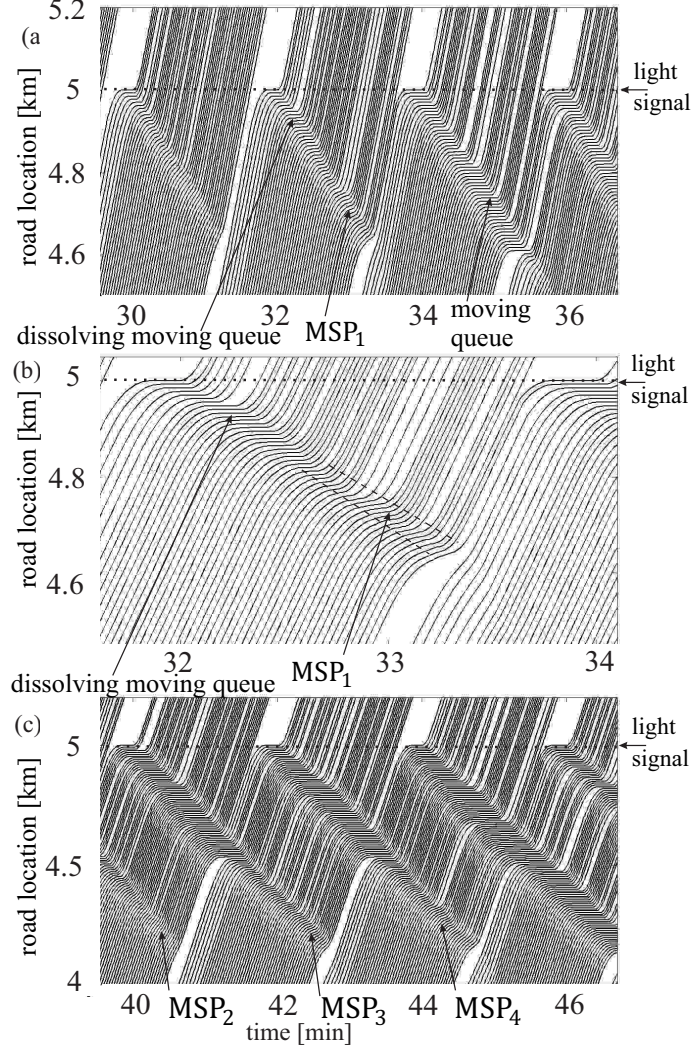 (a
5.2
5
4.8
4.6
road location [km]
light
signal
30
32
34
36
dissolving moving queue
MSP₁
moving
queue
(b)
5
4.8
4.6
road location [km]
light
signal
32
33
34
dissolving moving queue
MSP₁
(c)
5
4.5
4
road location [km]
light
signal
40
42
44
46
MSP₂
MSP₃
MSP₄
time [min]